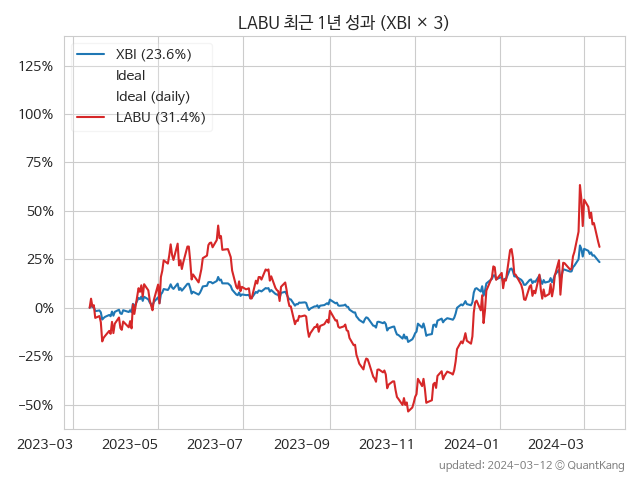 LABU 최근 1년 성과 (XBI × 3)
XBI (23.6%)
Ideal
Ideal (daily)
LABU (31.4%)
125%
100%
75%
50%
25%
0%
−25%
−50%
2023-03
2023-05
2023-07
2023-09
2023-11
2024-01
2024-03
updated: 2024-03-12 © QuantKang